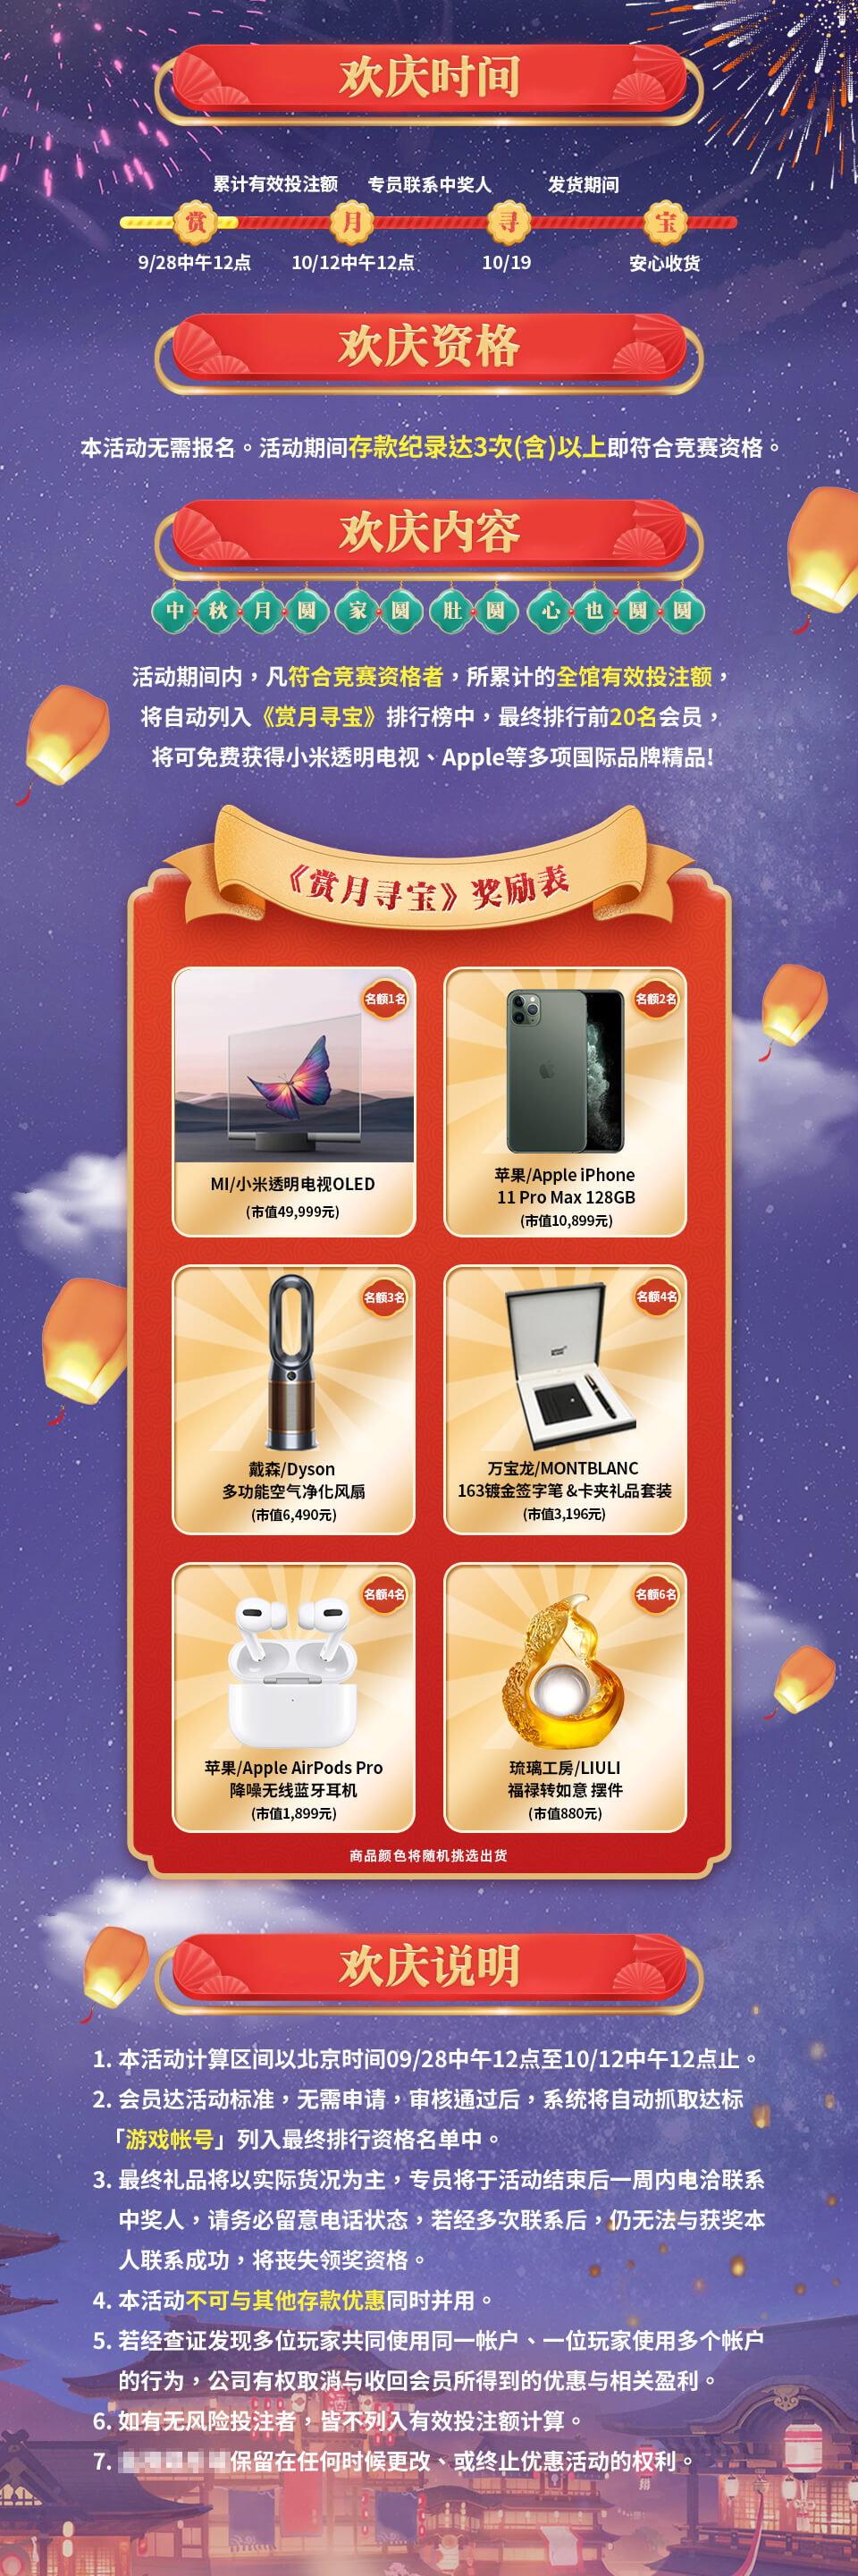 欢庆时间
累计有效投注额 专员联系中奖人 发货期间
赏 月 寻 宝
9/28中午12点 10/12中午12点 10/19 安心收货
欢庆资格
本活动无需报名。活动期间存款纪录达3次(含)以上即符合竞赛资格。
欢庆内容
中秋月圆 家圆 肚圆 心也圆圆
活动期间内，凡符合竞赛资格者，所累计的全馆有效投注额，
将自动列入《赏月寻宝》排行榜中，最终排行前20名会员，
将可免费获得小米透明电视、Apple等多项国际品牌精品!
《赏月寻宝》奖励表
名额1名
MI/小米透明电视OLED
(市值49,999元)
名额2名
苹果/Apple iPhone
11 Pro Max 128GB
(市值10,899元)
名额3名
戴森/Dyson
多功能空气净化风扇
(市值6,490元)
名额4名
万宝龙/MONTBLANC
163镀金签字笔 &卡夹礼品套装
(市值3,196元)
名额4名
苹果/Apple AirPods Pro
降噪无线蓝牙耳机
(市值1,899元)
名额6名
琉璃工房/LIULI
福禄转如意 摆件
(市值880元)
商品颜色将随机挑选出货
欢庆说明
1. 本活动计算区间以北京时间09/28中午12点至10/12中午12点止。
2. 会员达活动标准，无需申请，审核通过后，系统将自动抓取达标
「游戏帐号」列入最终排行资格名单中。
3. 最终礼品将以实际货况为主，专员将于活动结束后一周内电洽联系
中奖人，请务必留意电话状态，若经多次联系后，仍无法与获奖本
人联系成功，将丧失领奖资格。
4. 本活动不可与其他存款优惠同时并用。
5. 若经查证发现多位玩家共同使用同一帐户、一位玩家使用多个帐户
的行为，公司有权取消与收回会员所得到的优惠与相关盈利。
6. 如有无风险投注者，皆不列入有效投注额计算。
7. 保留在任何时候更改、或终止优惠活动的权利。